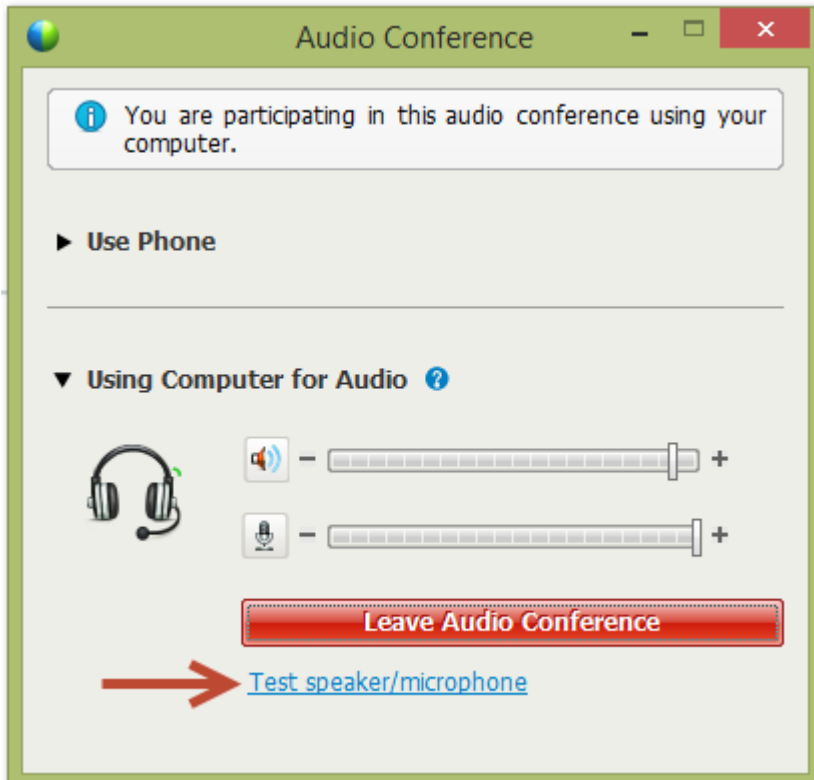 Audio Conference
You are participating in this audio conference using your
computer.
Use Phone
Using Computer for Audio
Leave Audio Conference
Test speaker/microphone